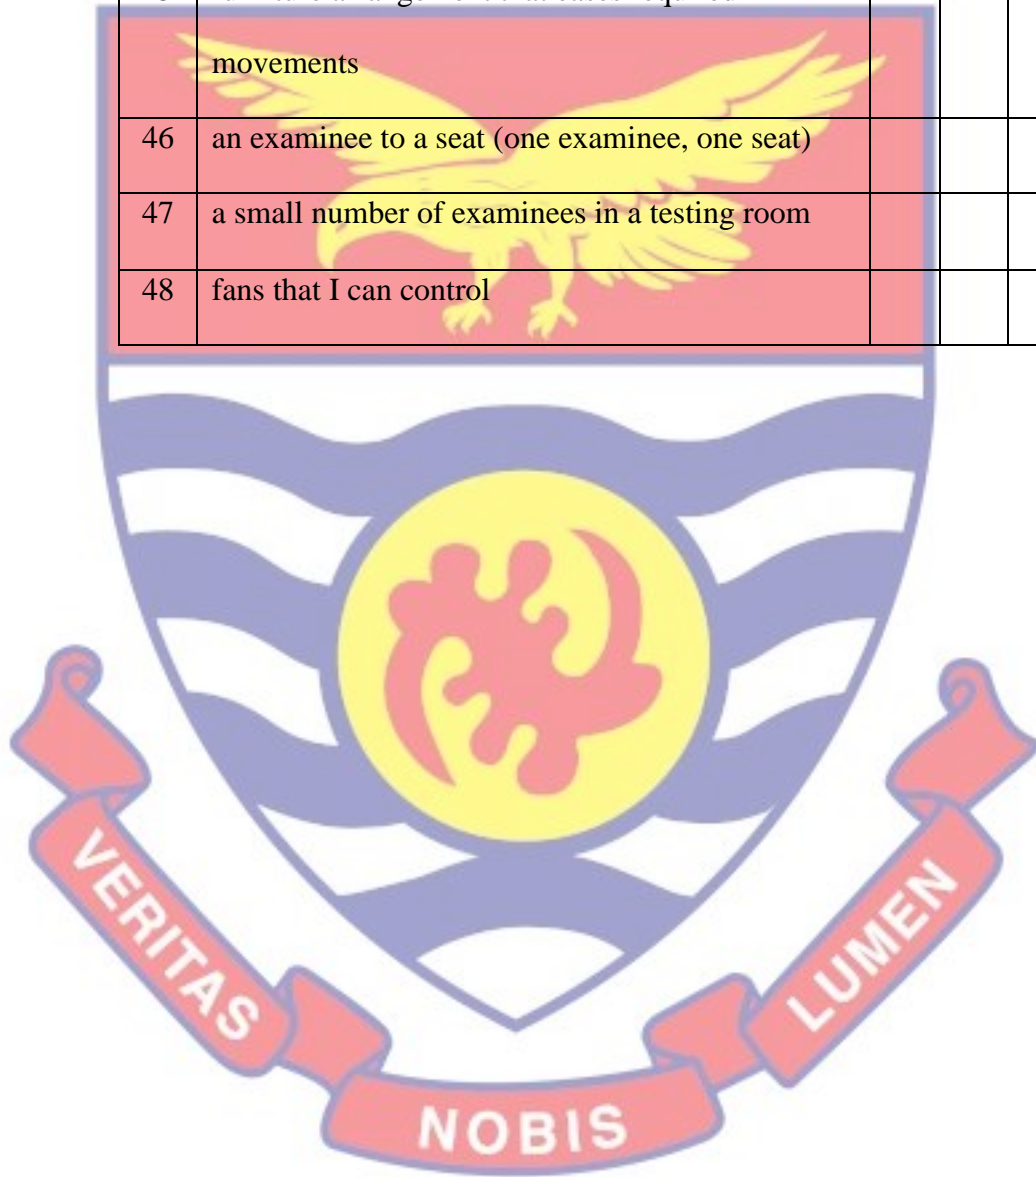 movements
46 an examinee to a seat (one examinee, one seat)
47 a small number of examinees in a testing room
48 fans that I can control
VERITAS
NOBIS
LUMEN